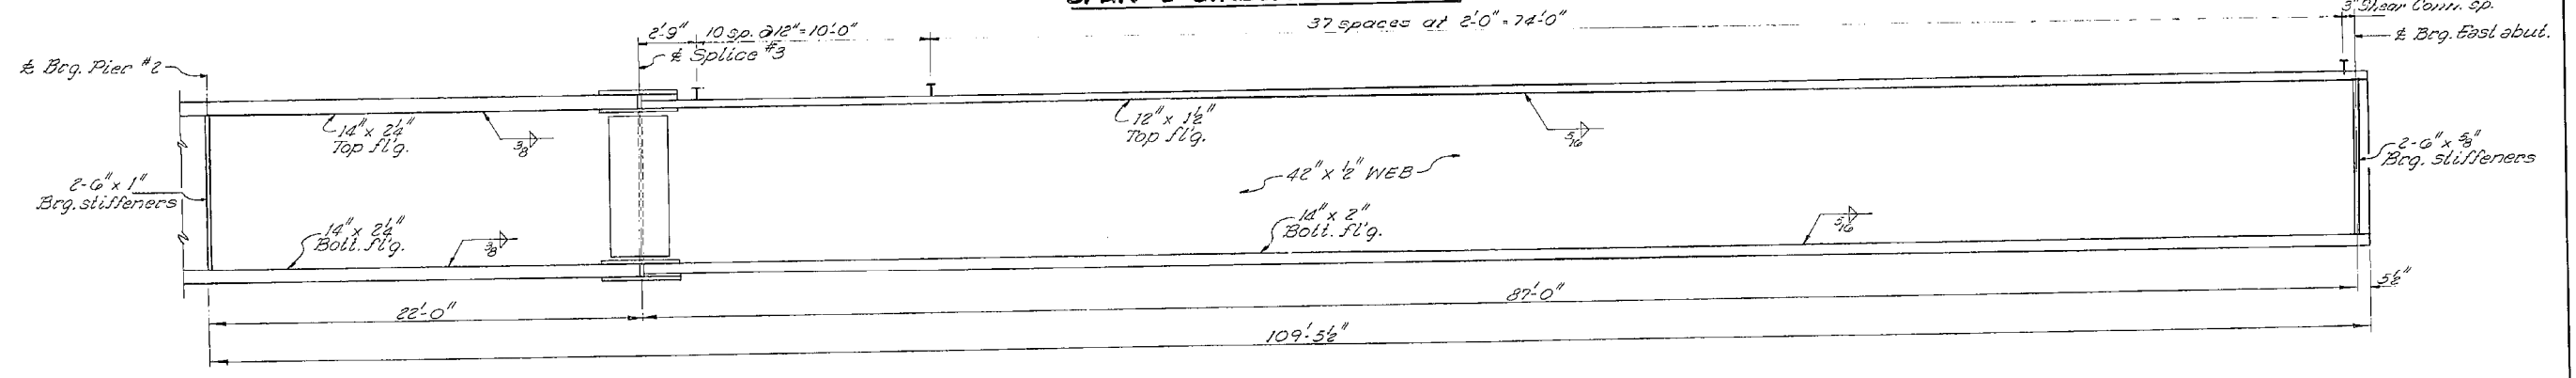 37 spaces at 2'-0" = 74'-0"
3" Shear Conn. sp.
2'-9" 10 sp. @ 12" = 10'-0"
℄ Splice #3
℄ Brg. East abut.
℄ Brg. Pier #2
14" x 2¼"
Top fl'g.
3/8
12" x 1½"
Top fl'g.
5/16
2-6" x 5/8"
Brg. stiffeners
42" x ½" WEB
2-6" x 1"
Brg. stiffeners
14" x 2¼"
Bott. fl'g.
3/8
14" x 2"
Bott. fl'g.
5/16
22'-0"
87'-0"
5½"
109'-5½"